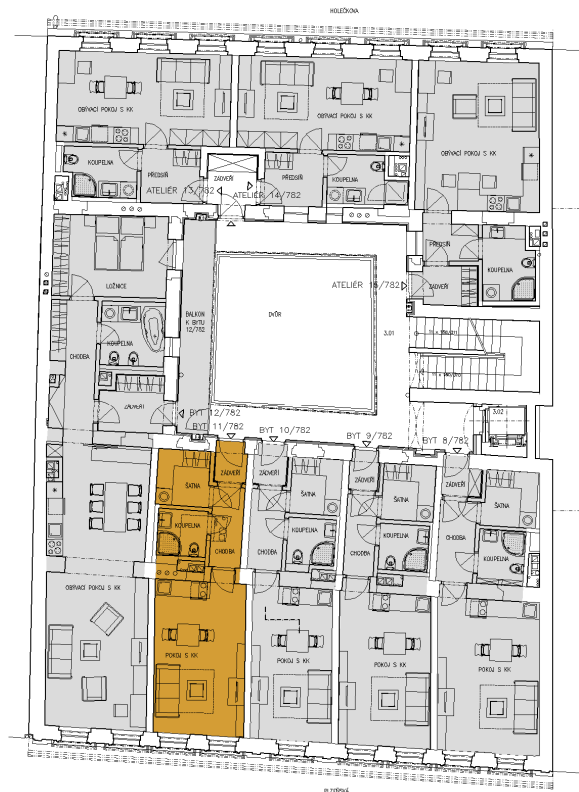 HOLEČKOVA
OBÝVACÍ POKOJ S KK
OBÝVACÍ POKOJ S KK
OBÝVACÍ POKOJ S KK
KOUPELNA
PŘEDSÍŇ
ZÁDVEŘÍ
PŘEDSÍŇ
KOUPELNA
ATELIÉR 13/782
ATELIÉR 14/782
PŘEDSÍŇ
KOUPELNA
ZÁDVEŘÍ
ATELIÉR 15/782
LOŽNICE
BALKON
K BYTU
12/782
DVŮR
3.01
KOUPELNA
CHODBA
ZÁDVEŘÍ
3.02
BYT 12/782
BYT 11/782
BYT 10/782
BYT 9/782
BYT 8/782
ZÁDVEŘÍ
ZÁDVEŘÍ
ZÁDVEŘÍ
ZÁDVEŘÍ
ŠATNA
ŠATNA
ŠATNA
ŠATNA
KOUPELNA
CHODBA
CHODBA
KOUPELNA
CHODBA
KOUPELNA
CHODBA
KOUPELNA
OBÝVACÍ POKOJ S KK
POKOJ S KK
POKOJ S KK
POKOJ S KK
POKOJ S KK